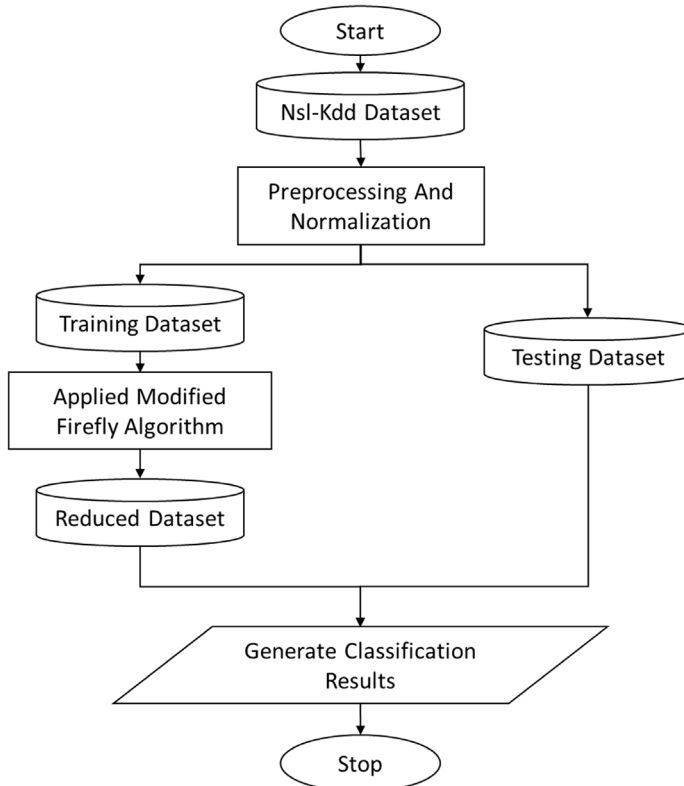 Start
Nsl-Kdd Dataset
Preprocessing And
Normalization
Training Dataset
Testing Dataset
Applied Modified
Firefly Algorithm
Reduced Dataset
Generate Classification
Results
Stop